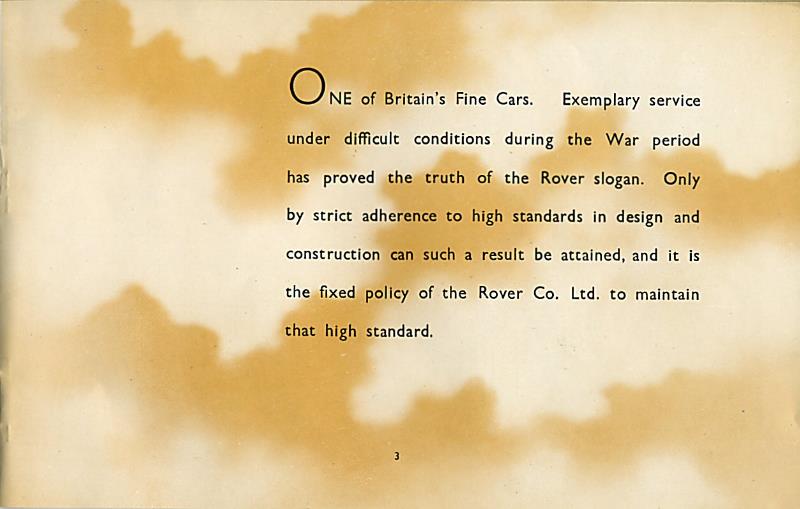 ONE of Britain's Fine Cars. Exemplary service
under difficult conditions during the War period
has proved the truth of the Rover slogan. Only
by strict adherence to high standards in design and
construction can such a result be attained, and it is
the fixed policy of the Rover Co. Ltd. to maintain
that high standard.
3